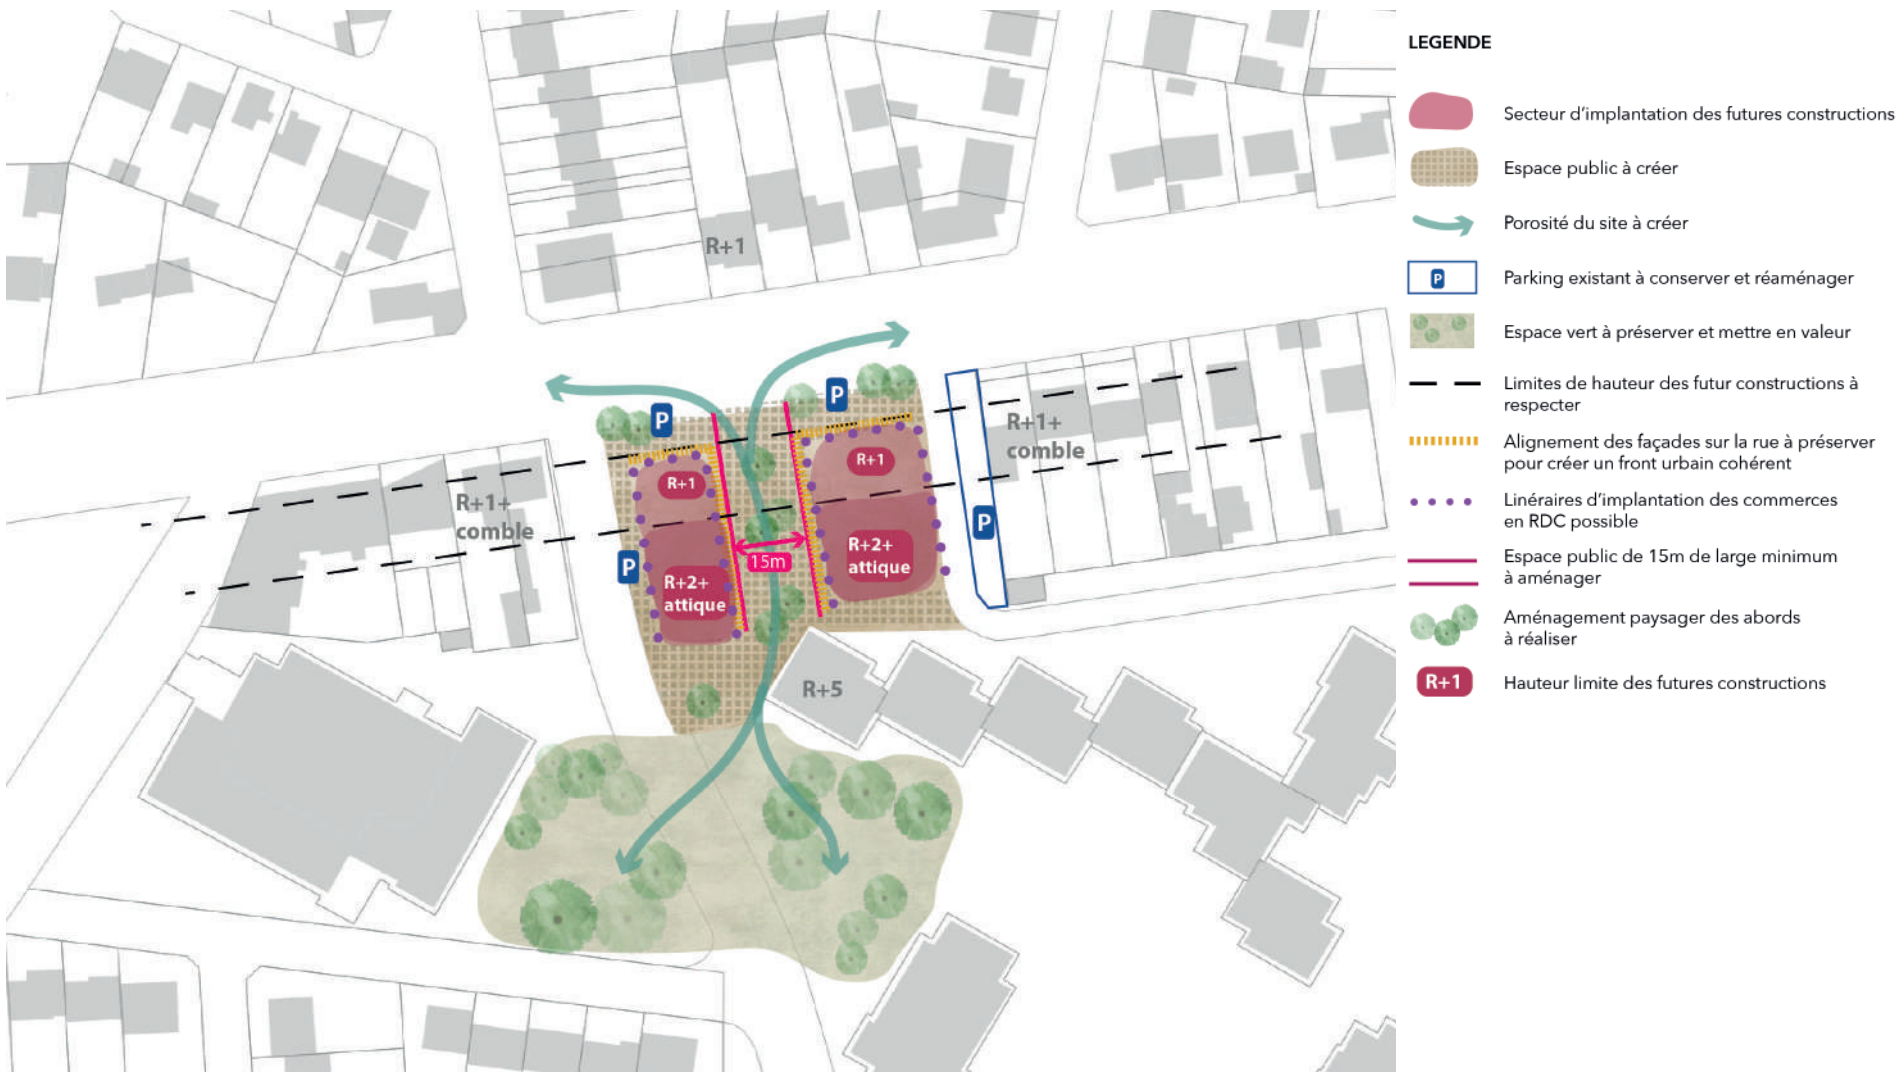 LEGENDE
Secteur d'implantation des futures constructions
Espace public à créer
Porosité du site à créer
P
Parking existant à conserver et réaménager
Espace vert à préserver et mettre en valeur
Limites de hauteur des futur constructions à
respecter
Alignement des façades sur la rue à préserver
pour créer un front urbain cohérent
Linéraires d'implantation des commerces
en RDC possible
Espace public de 15m de large minimum
à aménager
Aménagement paysager des abords
à réaliser
R+1
Hauteur limite des futures constructions
R+1
P
P
R+1+
comble
R+1
R+1
R+1+
comble
P
R+2+
attique
15m
P
R+2+
attique
R+5